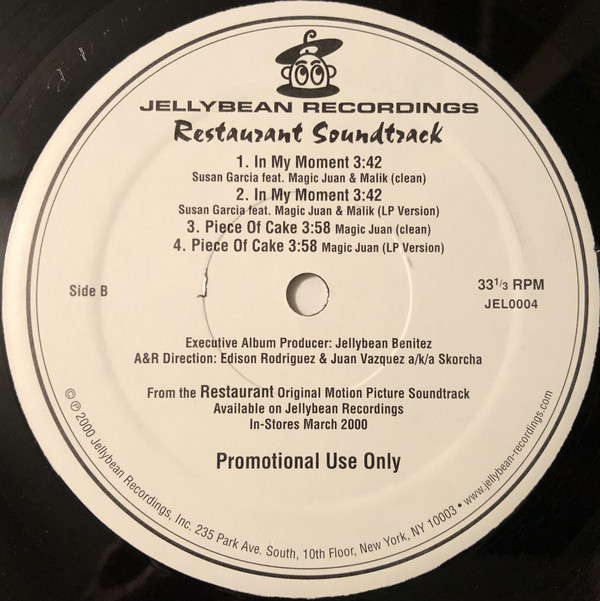 JELLYBEAN RECORDINGS
Restaurant Soundtrack
1. In My Moment 3:42
Susan Garcia feat. Magic Juan & Malik (clean)
2. In My Moment 3:42
Susan Garcia feat. Magic Juan & Malik (LP Version)
3. Piece Of Cake 3:58 Magic Juan (clean)
4. Piece Of Cake 3:58 Magic Juan (LP Version)
Side B
33 1/3 RPM
JEL0004
Executive Album Producer: Jellybean Benitez
A&R Direction: Edison Rodriguez & Juan Vazquez a/k/a Skorcha
From the Restaurant Original Motion Picture Soundtrack
Available on Jellybean Recordings
In-Stores March 2000
Promotional Use Only
© ℗ 2000 Jellybean Recordings, Inc. 235 Park Ave. South, 10th Floor, New York, NY 10003 • www.jellybean-recordings.com